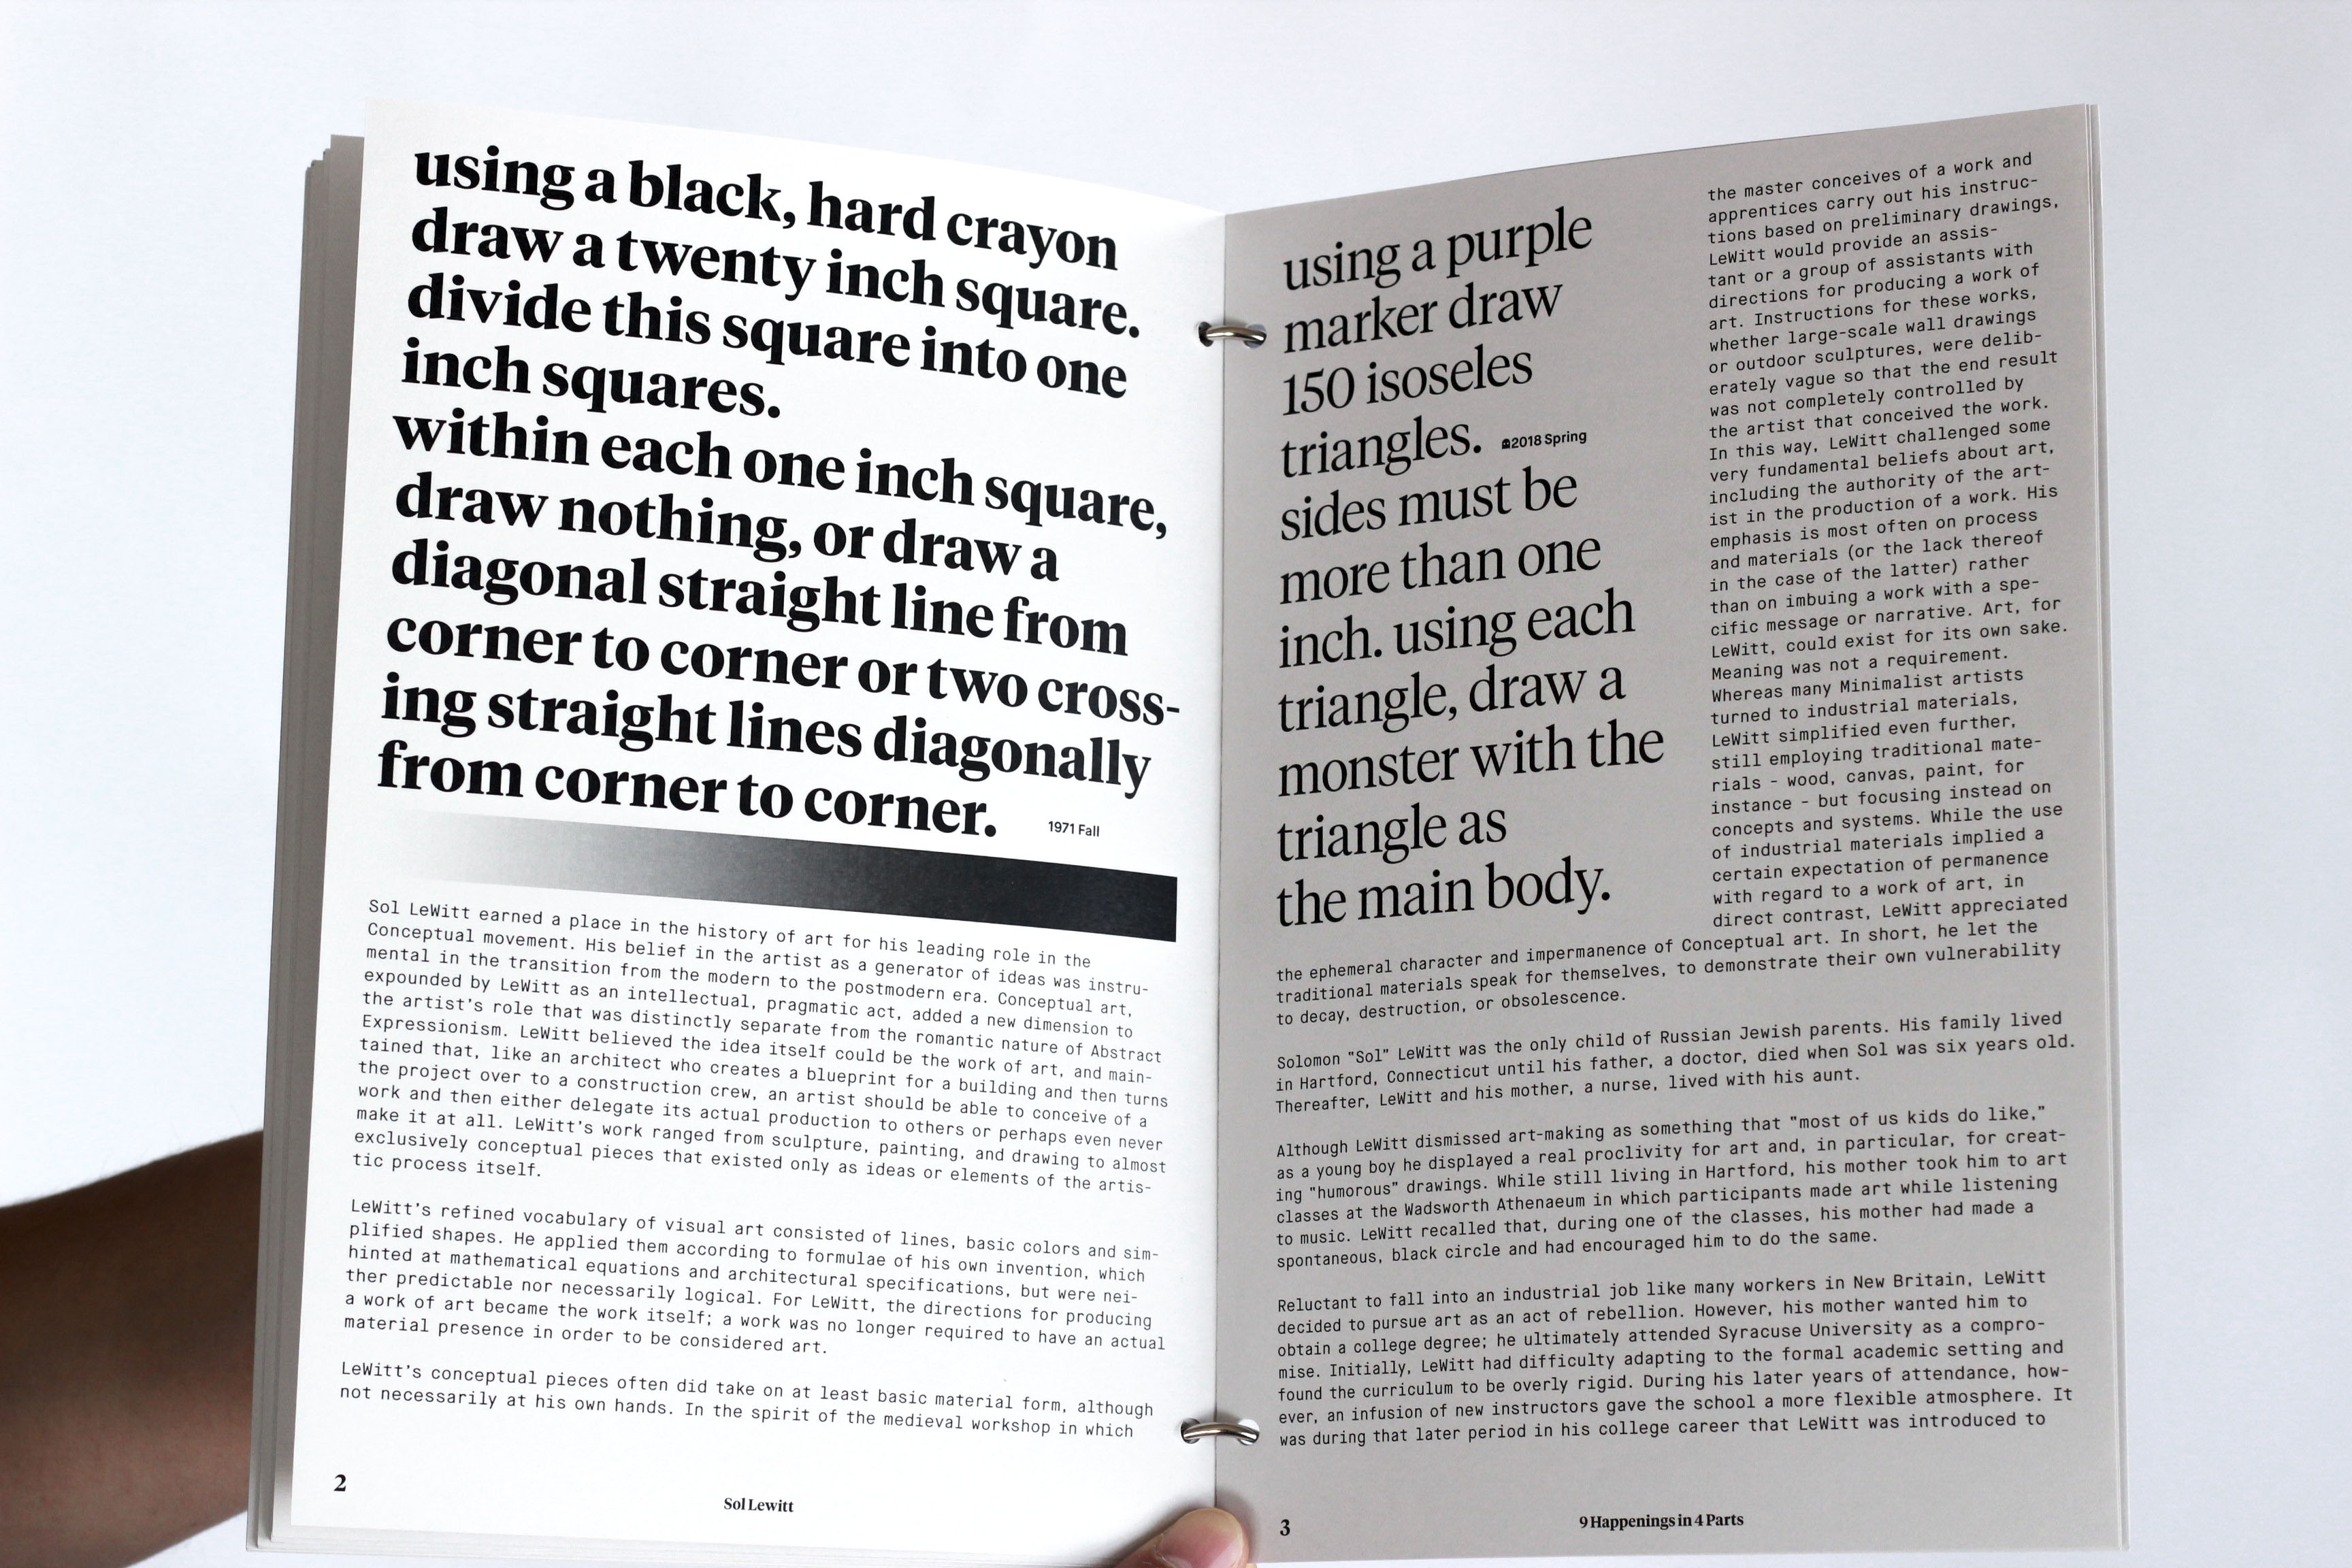 using a black, hard crayon
draw a twenty inch square.
divide this square into one
inch squares.
within each one inch square,
draw nothing, or draw a
diagonal straight line from
corner to corner or two cross-
ing straight lines diagonally
from corner to corner.
1971 Fall
Sol LeWitt earned a place in the history of art for his leading role in the
Conceptual movement. His belief in the artist as a generator of ideas was instru-
mental in the transition from the modern to the postmodern era. Conceptual art,
expounded by LeWitt as an intellectual, pragmatic act, added a new dimension to
the artist's role that was distinctly separate from the romantic nature of Abstract
Expressionism. LeWitt believed the idea itself could be the work of art, and main-
tained that, like an architect who creates a blueprint for a building and then turns
the project over to a construction crew, an artist should be able to conceive of a
work and then either delegate its actual production to others or perhaps even never
make it at all. LeWitt's work ranged from sculpture, painting, and drawing to almost
exclusively conceptual pieces that existed only as ideas or elements of the artis-
tic process itself.
LeWitt's refined vocabulary of visual art consisted of lines, basic colors and sim-
plified shapes. He applied them according to formulae of his own invention, which
hinted at mathematical equations and architectural specifications, but were nei-
ther predictable nor necessarily logical. For LeWitt, the directions for producing
a work of art became the work itself; a work was no longer required to have an actual
material presence in order to be considered art.
LeWitt's conceptual pieces often did take on at least basic material form, although
not necessarily at his own hands. In the spirit of the medieval workshop in which
2
Sol Lewitt
using a purple
marker draw
150 isoseles
triangles. 2018 Spring
sides must be
more than one
inch. using each
triangle, draw a
monster with the
triangle as
the main body.
the master conceives of a work and
apprentices carry out his instruc-
tions based on preliminary drawings,
LeWitt would provide an assis-
tant or a group of assistants with
directions for producing a work of
art. Instructions for these works,
whether large-scale wall drawings
or outdoor sculptures, were delib-
erately vague so that the end result
was not completely controlled by
the artist that conceived the work.
In this way, LeWitt challenged some
very fundamental beliefs about art,
including the authority of the art-
ist in the production of a work. His
emphasis is most often on process
and materials (or the lack thereof
in the case of the latter) rather
than on imbuing a work with a spe-
cific message or narrative. Art, for
LeWitt, could exist for its own sake.
Meaning was not a requirement.
Whereas many Minimalist artists
turned to industrial materials,
LeWitt simplified even further,
still employing traditional mate-
rials - wood, canvas, paint, for
instance - but focusing instead on
concepts and systems. While the use
of industrial materials implied a
certain expectation of permanence
with regard to a work of art, in
direct contrast, LeWitt appreciated
the ephemeral character and impermanence of Conceptual art. In short, he let the
traditional materials speak for themselves, to demonstrate their own vulnerability
to decay, destruction, or obsolescence.
Solomon "Sol" LeWitt was the only child of Russian Jewish parents. His family lived
in Hartford, Connecticut until his father, a doctor, died when Sol was six years old.
Thereafter, LeWitt and his mother, a nurse, lived with his aunt.
Although LeWitt dismissed art-making as something that "most of us kids do like,"
as a young boy he displayed a real proclivity for art and, in particular, for creat-
ing "humorous" drawings. While still living in Hartford, his mother took him to art
classes at the Wadsworth Athenaeum in which participants made art while listening
to music. LeWitt recalled that, during one of the classes, his mother had made a
spontaneous, black circle and had encouraged him to do the same.
Reluctant to fall into an industrial job like many workers in New Britain, LeWitt
decided to pursue art as an act of rebellion. However, his mother wanted him to
obtain a college degree; he ultimately attended Syracuse University as a compro-
mise. Initially, LeWitt had difficulty adapting to the formal academic setting and
found the curriculum to be overly rigid. During his later years of attendance, how-
ever, an infusion of new instructors gave the school a more flexible atmosphere. It
was during that later period in his college career that LeWitt was introduced to
3
9 Happenings in 4 Parts